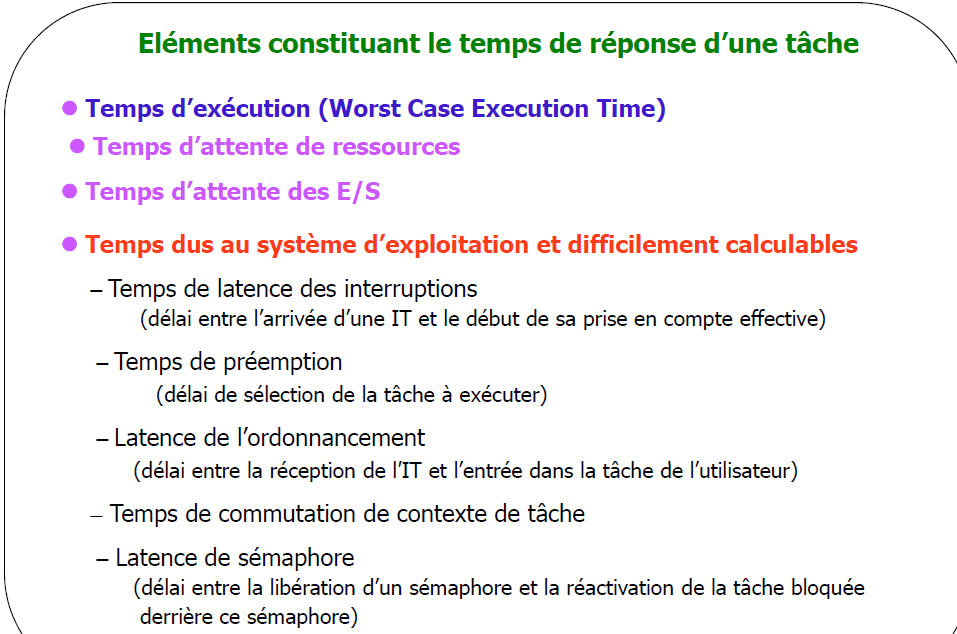 Eléments constituant le temps de réponse d’une tâche
● Temps d’exécution (Worst Case Execution Time)
● Temps d’attente de ressources
● Temps d’attente des E/S
● Temps dus au système d’exploitation et difficilement calculables
– Temps de latence des interruptions
(délai entre l’arrivée d’une IT et le début de sa prise en compte effective)
– Temps de préemption
(délai de sélection de la tâche à exécuter)
– Latence de l’ordonnancement
(délai entre la réception de l’IT et l’entrée dans la tâche de l’utilisateur)
– Temps de commutation de contexte de tâche
– Latence de sémaphore
(délai entre la libération d’un sémaphore et la réactivation de la tâche bloquée
derrière ce sémaphore)